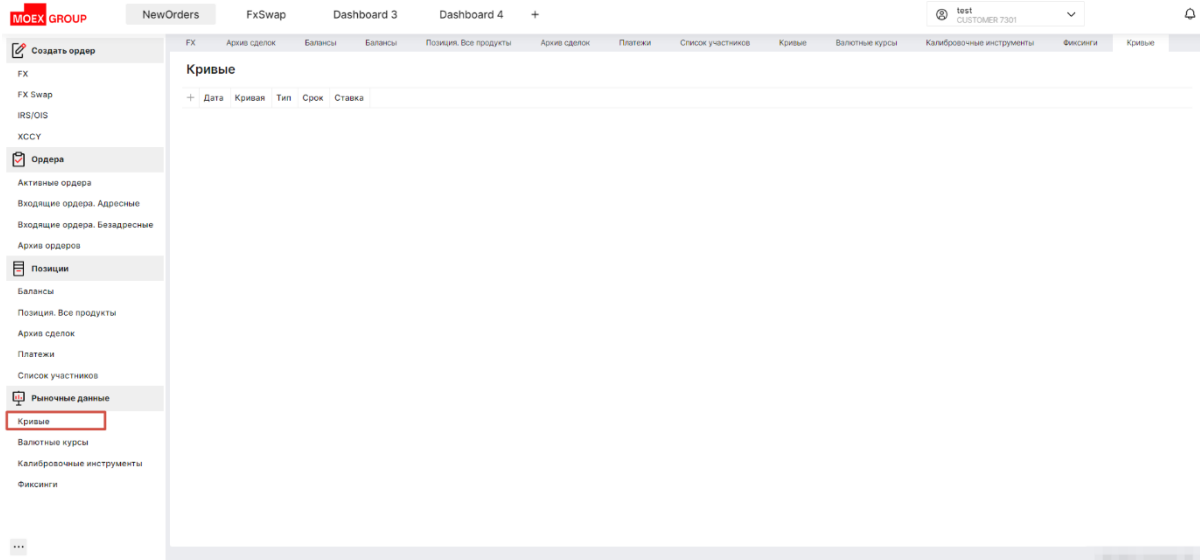 MOEX GROUP
NewOrders FxSwap Dashboard 3 Dashboard 4 +
test
CUSTOMER 7301
FX Архив сделок Балансы Балансы Позиция. Все продукты Архив сделок Платежи Список участников Кривые Валютные курсы Калибровочные инструменты Фиксинги Кривые
Создать ордер
FX
FX Swap
IRS/OIS
XCCY
Ордера
Активные ордера
Входящие ордера. Адресные
Входящие ордера. Безадресные
Архив ордеров
Позиции
Балансы
Позиция. Все продукты
Архив сделок
Платежи
Список участников
Рыночные данные
Кривые
Валютные курсы
Калибровочные инструменты
Фиксинги
...
Кривые
+ Дата Кривая Тип Срок Ставка